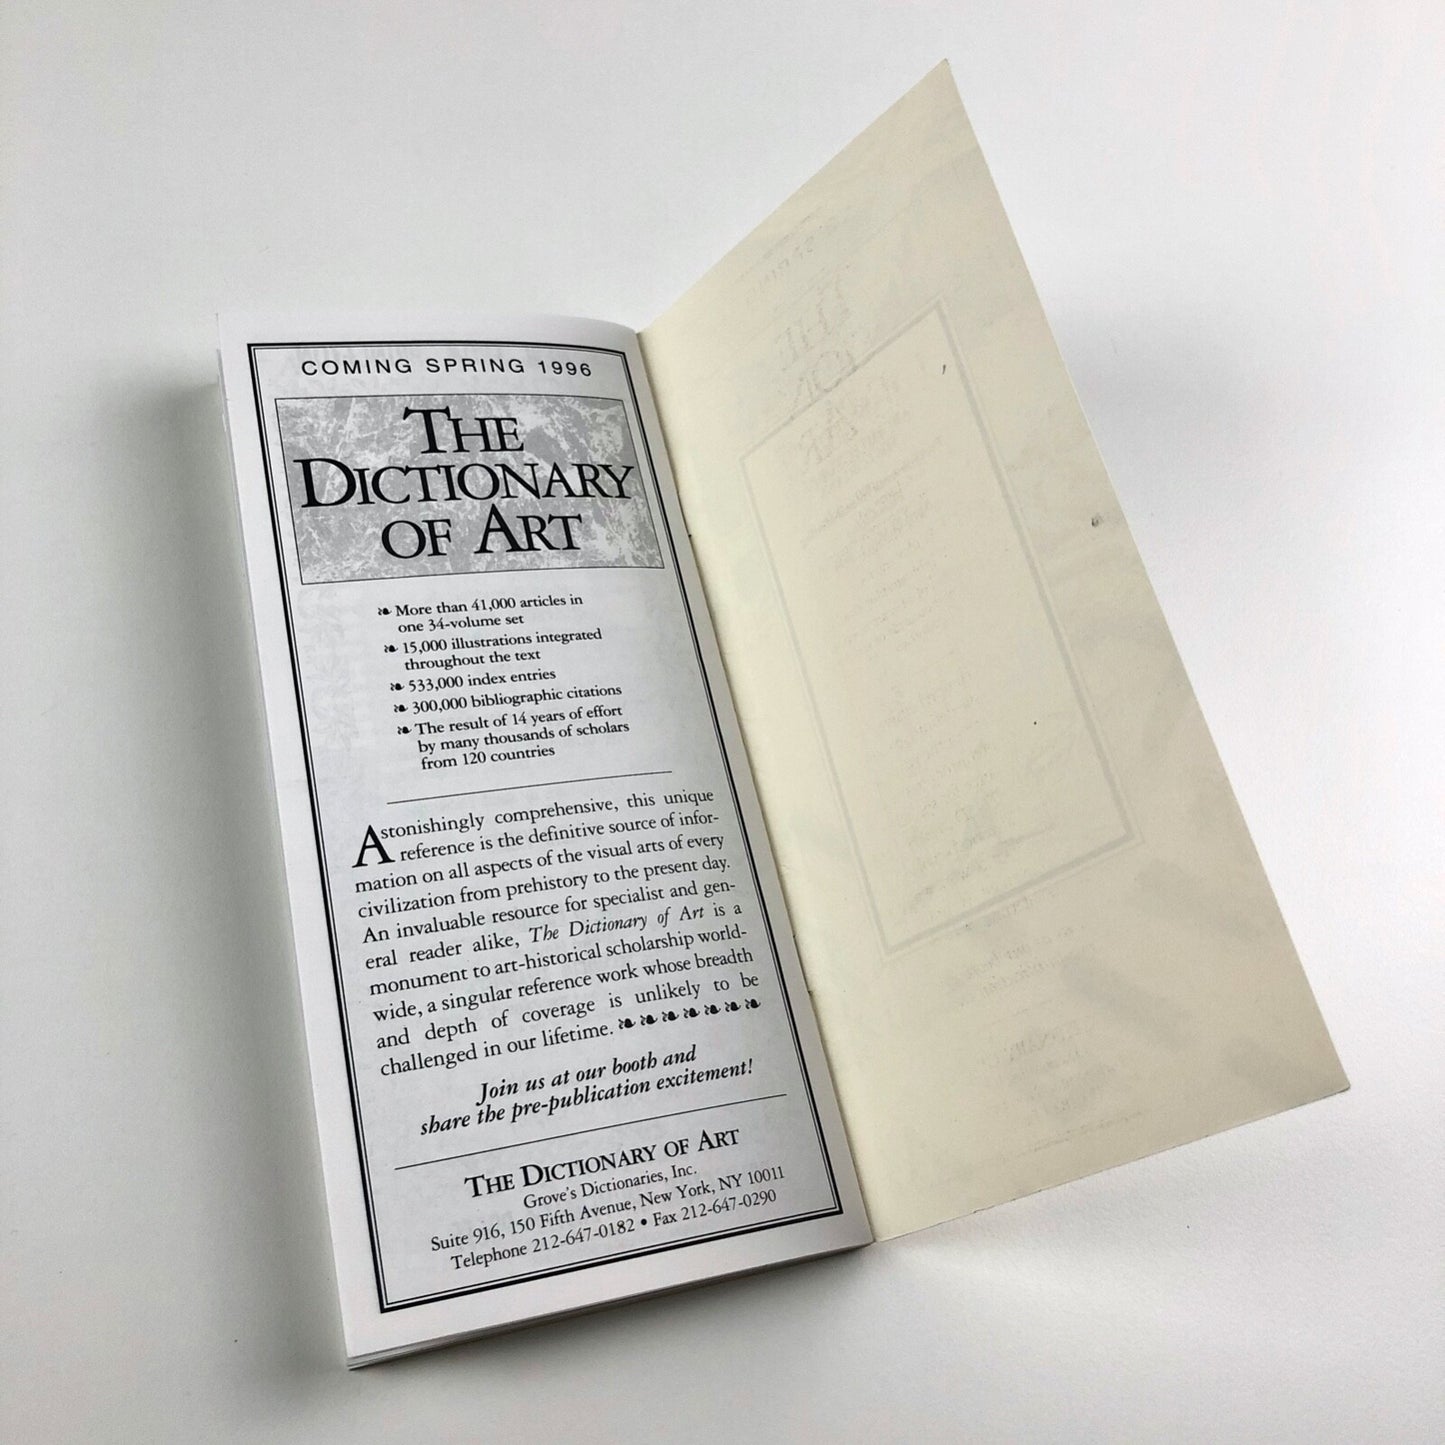 COMING SPRING 1996
THE
DICTIONARY
OF ART
❧ More than 41,000 articles in
one 34-volume set
❧ 15,000 illustrations integrated
throughout the text
❧ 533,000 index entries
❧ 300,000 bibliographic citations
❧ The result of 14 years of effort
by many thousands of scholars
from 120 countries
Astonishingly comprehensive, this unique
reference is the definitive source of infor-
mation on all aspects of the visual arts of every
civilization from prehistory to the present day.
An invaluable resource for specialist and gen-
eral reader alike, The Dictionary of Art is a
monument to art-historical scholarship world-
wide, a singular reference work whose breadth
and depth of coverage is unlikely to be
challenged in our lifetime. ❧ ❧ ❧ ❧ ❧ ❧ ❧
Join us at our booth and
share the pre-publication excitement!
THE DICTIONARY OF ART
Grove's Dictionaries, Inc.
Suite 916, 150 Fifth Avenue, New York, NY 10011
Telephone 212-647-0182 • Fax 212-647-0290